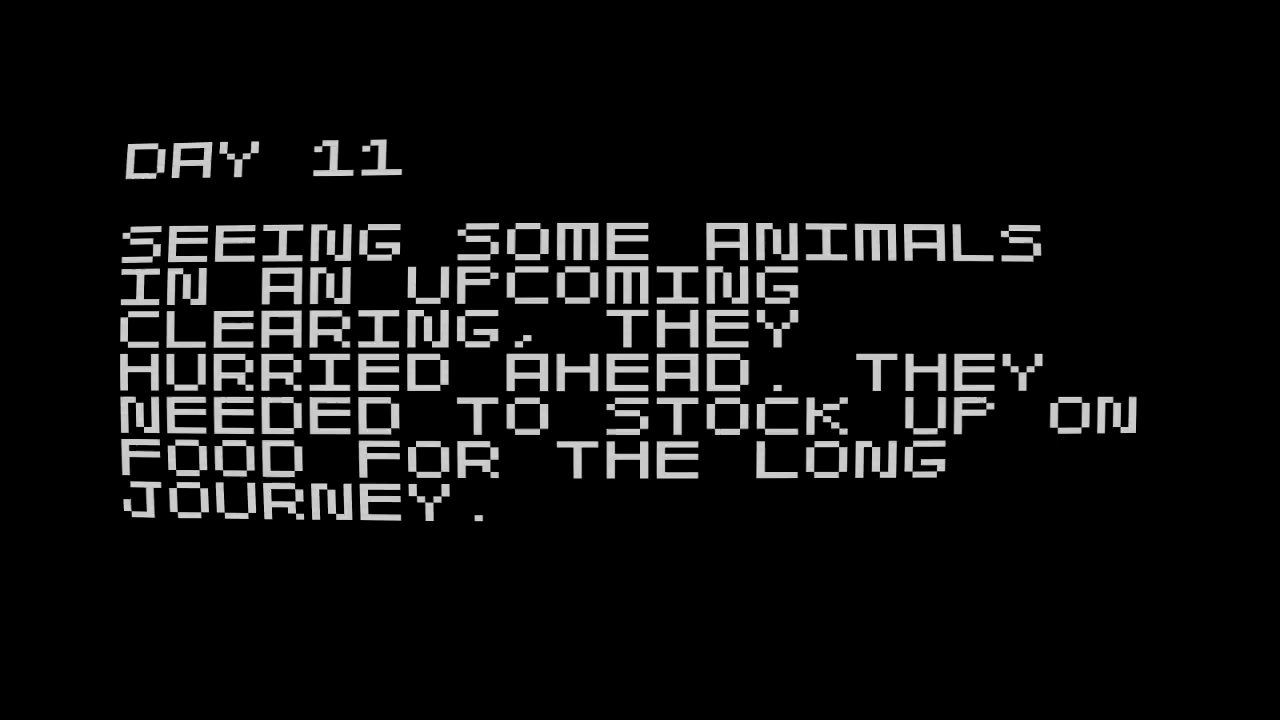 DAY 11
SEEING SOME ANIMALS
IN AN UPCOMING
CLEARING, THEY
HURRIED AHEAD. THEY
NEEDED TO STOCK UP ON
FOOD FOR THE LONG
JOURNEY.